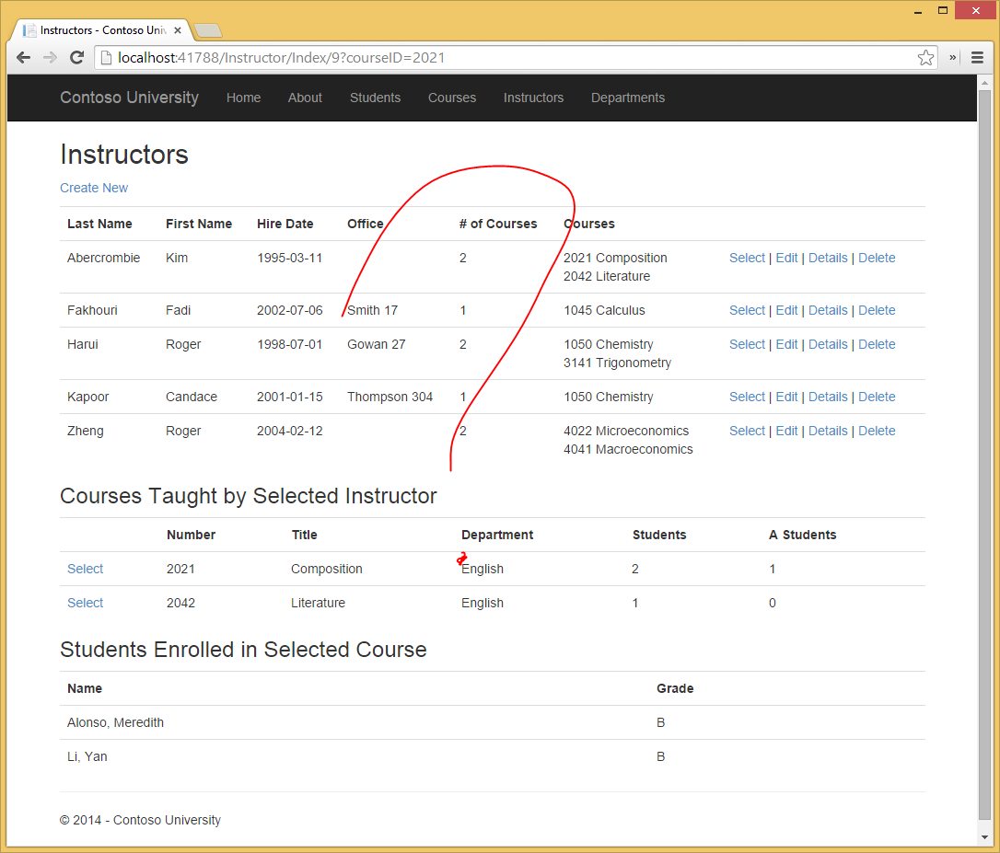 Instructors - Contoso Univ
localhost:41788/Instructor/Index/9?courseID=2021
Contoso University Home About Students Courses Instructors Departments
Instructors
Create New
Last Name First Name Hire Date Office # of Courses Courses
Abercrombie Kim 1995-03-11 2 2021 Composition Select | Edit | Details | Delete
2042 Literature
Fakhouri Fadi 2002-07-06 Smith 17 1 1045 Calculus Select | Edit | Details | Delete
Harui Roger 1998-07-01 Gowan 27 2 1050 Chemistry Select | Edit | Details | Delete
3141 Trigonometry
Kapoor Candace 2001-01-15 Thompson 304 1 1050 Chemistry Select | Edit | Details | Delete
Zheng Roger 2004-02-12 2 4022 Microeconomics Select | Edit | Details | Delete
4041 Macroeconomics
Courses Taught by Selected Instructor
Number Title Department Students A Students
Select 2021 Composition English 2 1
Select 2042 Literature English 1 0
Students Enrolled in Selected Course
Name Grade
Alonso, Meredith B
Li, Yan B
© 2014 - Contoso University